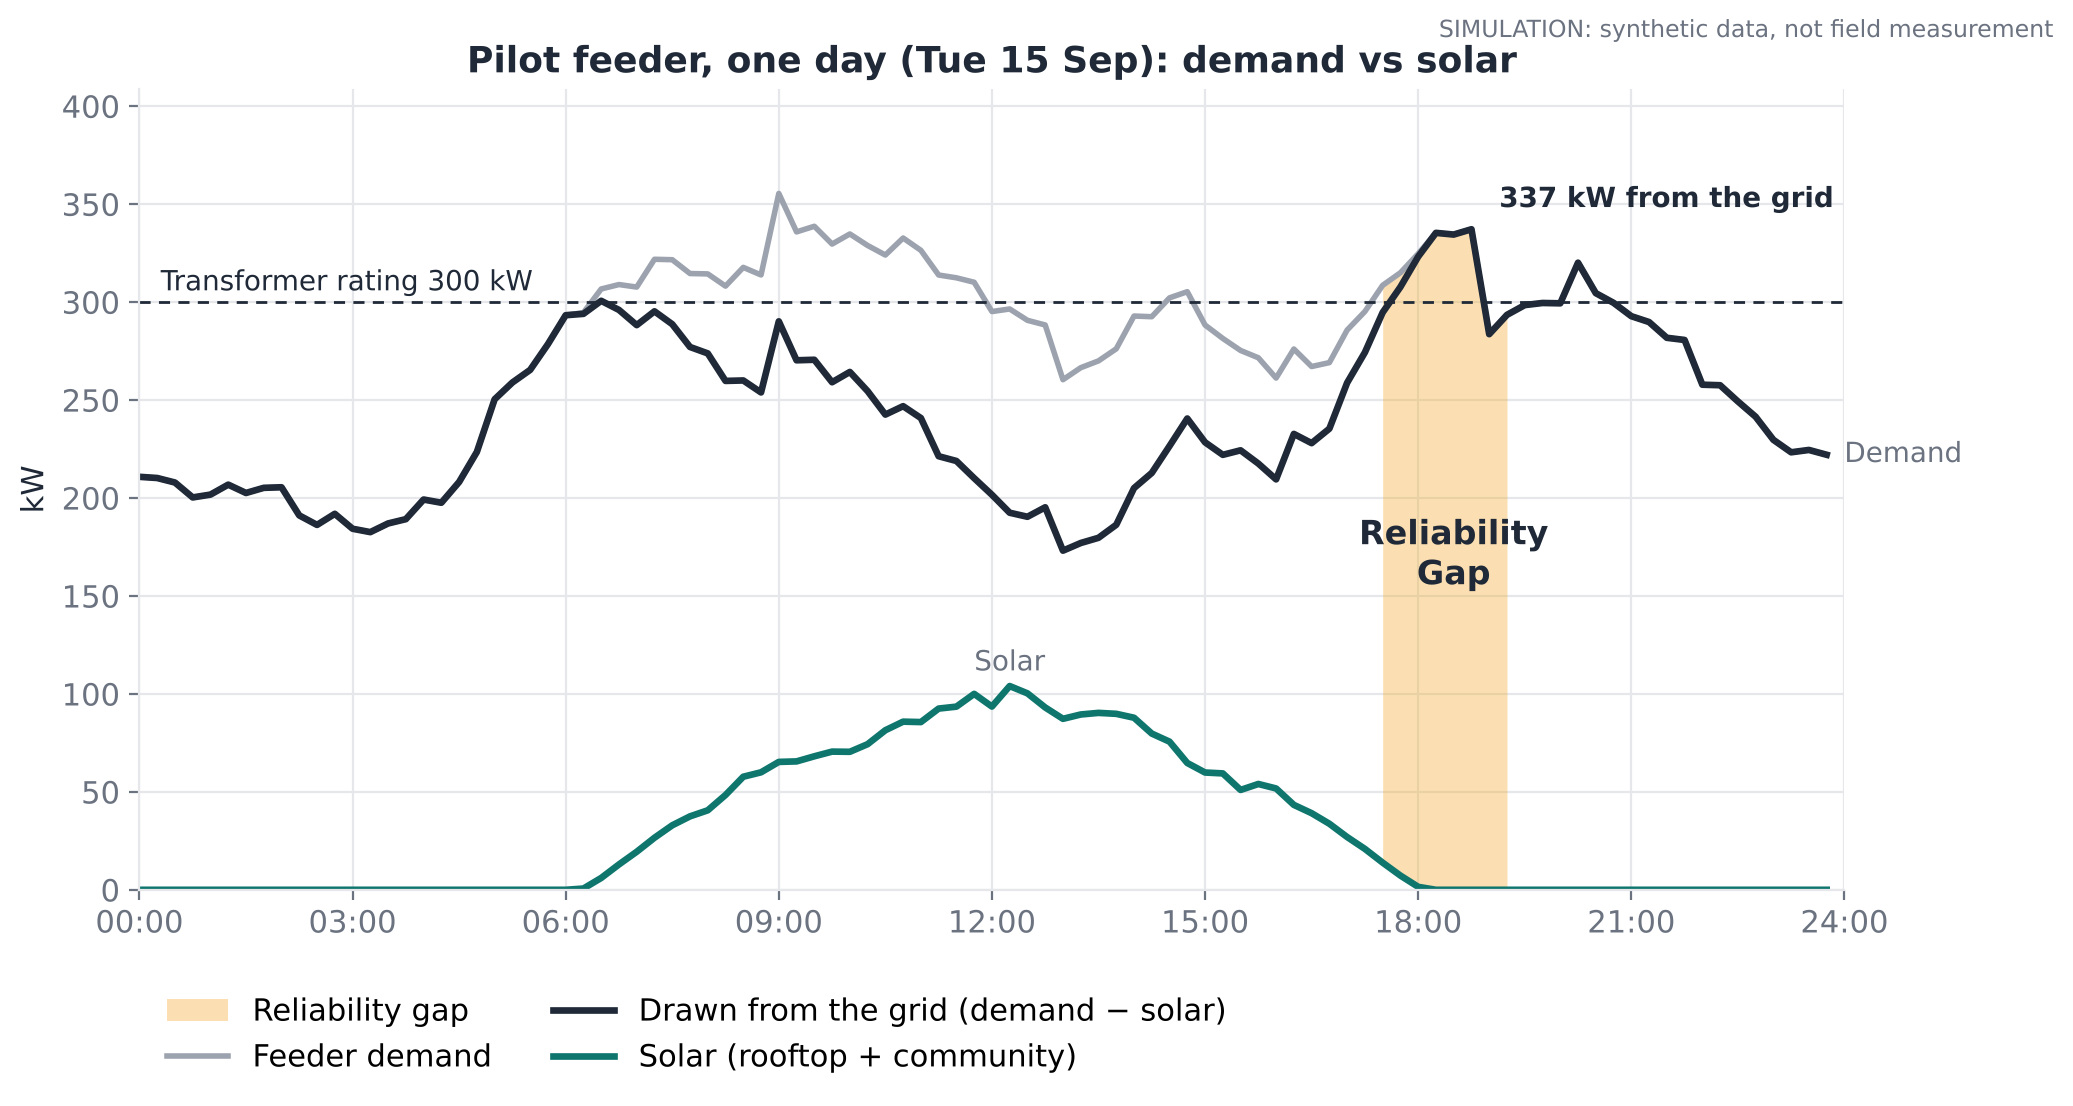 SIMULATION: synthetic data, not field measurement
Pilot feeder, one day (Tue 15 Sep): demand vs solar
kW
400
350
300
250
200
150
100
50
0
337 kW from the grid
Transformer rating 300 kW
Demand
Reliability
Gap
Solar
00:00 03:00 06:00 09:00 12:00 15:00 18:00 21:00 24:00
Reliability gap
Feeder demand
Drawn from the grid (demand − solar)
Solar (rooftop + community)